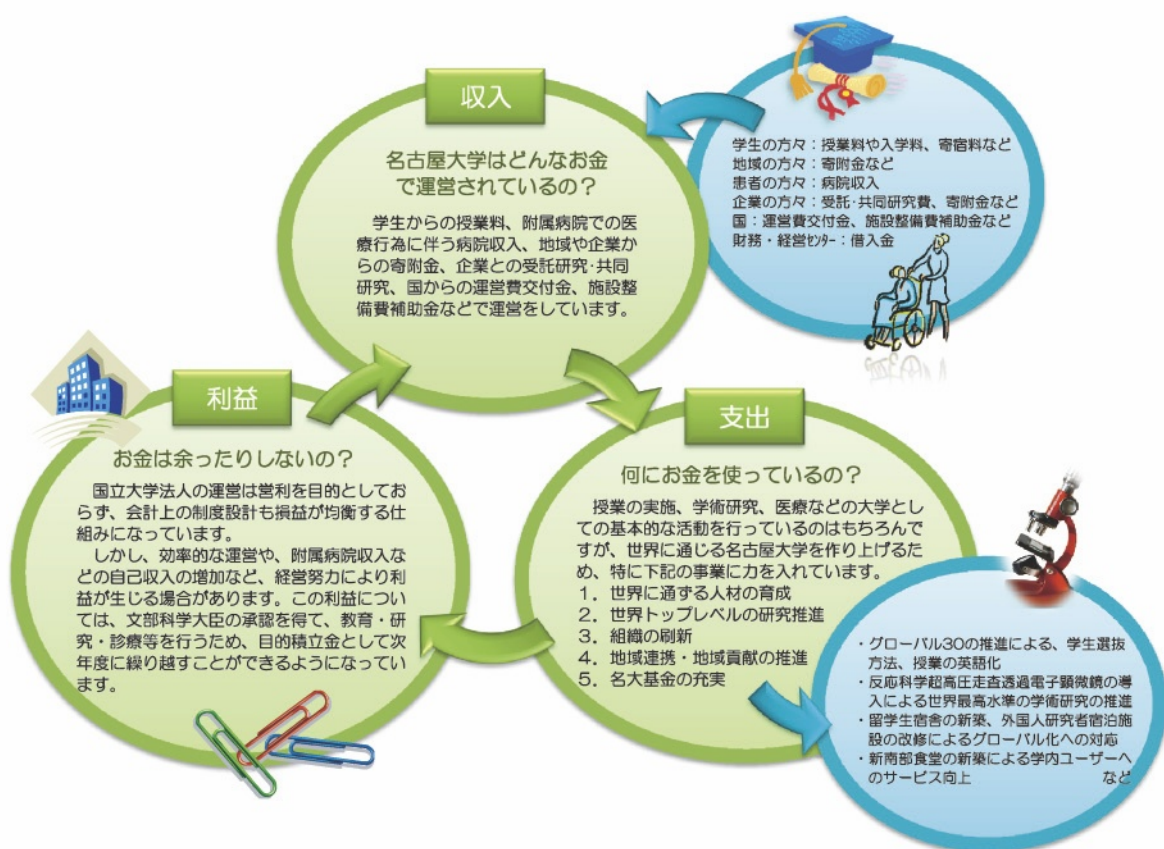 収入
名古屋大学はどんなお金
で運営されているの？
学生からの授業料、附属病院での医
療行為に伴う病院収入、地域や企業か
らの寄附金、企業との受託研究・共同
研究、国からの運営費交付金、施設整
備費補助金などで運営をしています。
学生の方々：授業料や入学料、寄宿料など
地域の方々：寄附金など
患者の方々：病院収入
企業の方々：受託・共同研究費、寄附金など
国：運営費交付金、施設整備費補助金など
財務・経営ｾﾝﾀｰ：借入金
支出
何にお金を使っているの？
授業の実施、学術研究、医療などの大学とし
ての基本的な活動を行っているのはもちろんで
すが、世界に通じる名古屋大学を作り上げるた
め、特に下記の事業に力を入れています。
１．世界に通ずる人材の育成
２．世界トップレベルの研究推進
３．組織の刷新
４．地域連携・地域貢献の推進
５．名大基金の充実
・グローバル30の推進による、学生選抜
方法、授業の英語化
・反応科学超高圧走査透過電子顕微鏡の導
入による世界最高水準の学術研究の推進
・留学生宿舎の新築、外国人研究者宿泊施
設の改修によるグローバル化への対応
・新南部食堂の新築による学内ユーザーへ
のサービス向上 など
利益
お金は余ったりしないの？
国立大学法人の運営は営利を目的としてお
らず、会計上の制度設計も損益が均衡する仕
組みになっています。
しかし、効率的な運営や、附属病院収入な
どの自己収入の増加など、経営努力により利
益が生じる場合があります。この利益につい
ては、文部科学大臣の承認を得て、教育・研
究・診療等を行うため、目的積立金として次
年度に繰り越すことができるようになってい
ます。